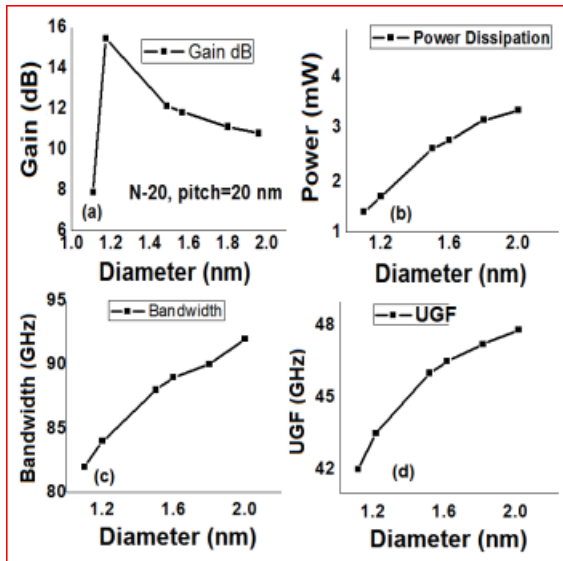 16
14
12
10
8
6
Gain (dB)
Gain dB
N-20, pitch=20 nm
(a)
1.0 1.2 1.4 1.6 1.8 2.0
Diameter (nm)
4
3
2
1
Power (mW)
Power Dissipation
(b)
1.2 1.6 2.0
Diameter (nm)
95
90
85
80
Bandwidth (GHz)
Bandwidth
(c)
1.2 1.6 2.0
Diameter (nm)
48
45
42
UGF (GHz)
UGF
(d)
1.2 1.6 2.0
Diameter (nm)